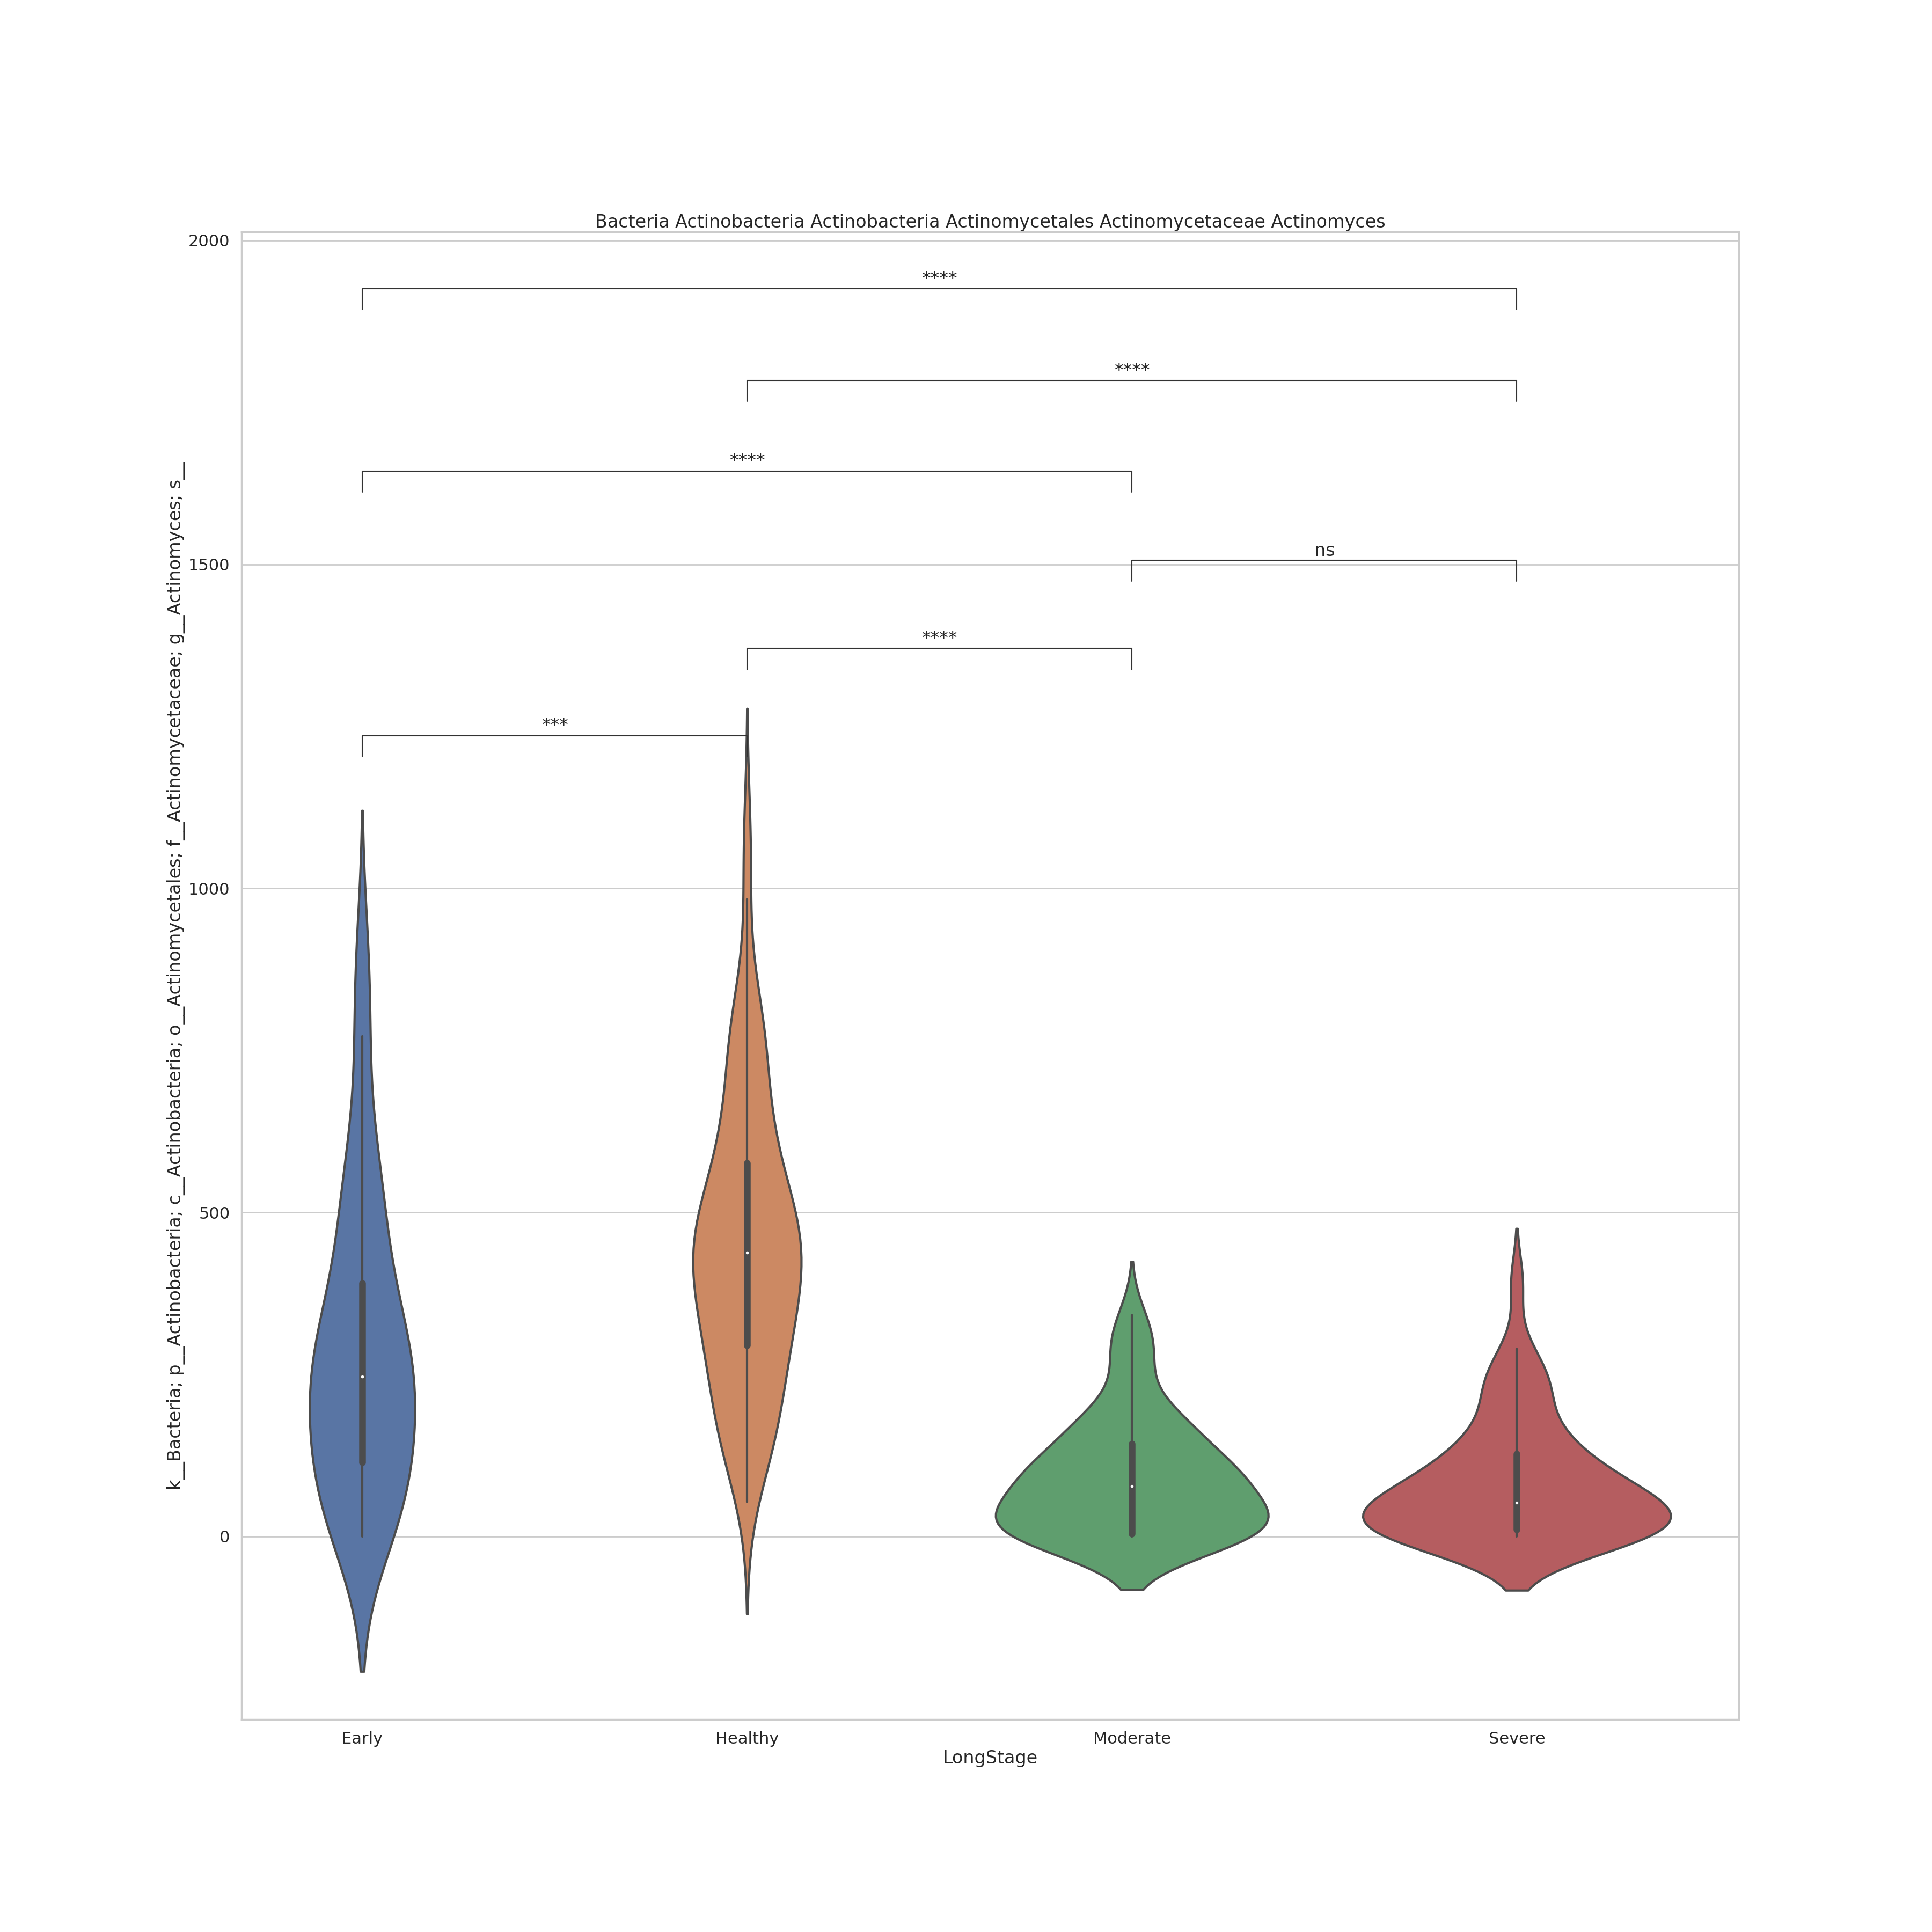 Bacteria Actinobacteria Actinobacteria Actinomycetales Actinomycetaceae Actinomyces
2000
****
****
****
1500
ns
****
***
1000
500
0
k__Bacteria; p__Actinobacteria; c__Actinobacteria; o__Actinomycetales; f__Actinomycetaceae; g__Actinomyces; s__
Early Healthy Moderate Severe
LongStage